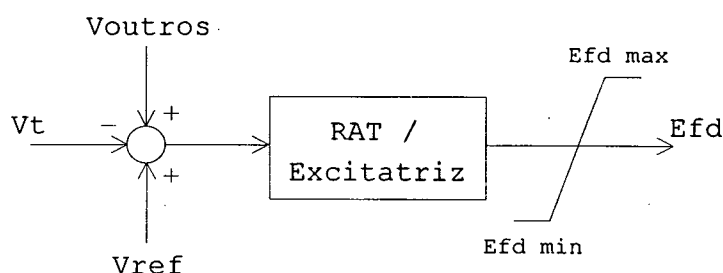 Voutros
Efd max
Vt
−
+
RAT /
Excitatriz
Efd
+
Efd min
Vref